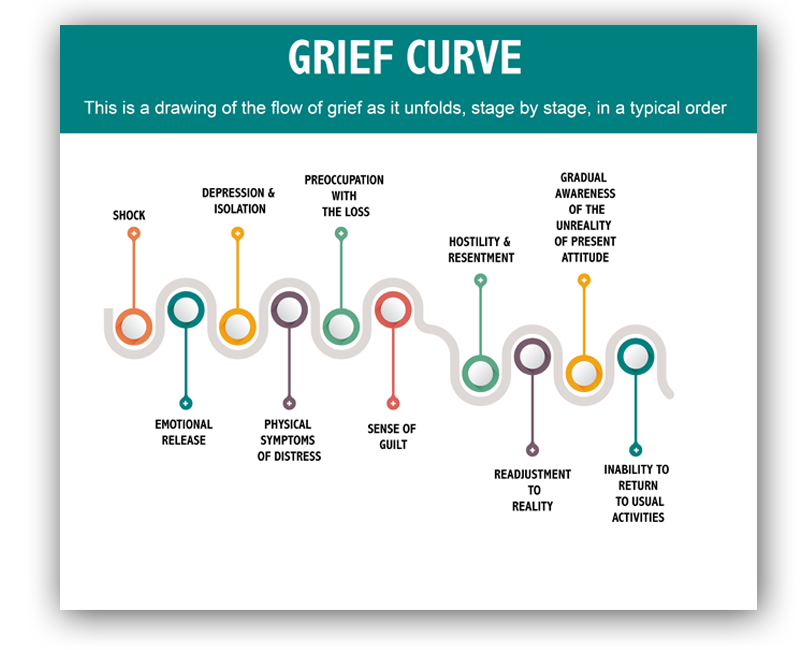 GRIEF CURVE
This is a drawing of the flow of grief as it unfolds, stage by stage, in a typical order
SHOCK
EMOTIONAL
RELEASE
DEPRESSION &
ISOLATION
PHYSICAL
SYMPTOMS
OF DISTRESS
PREOCCUPATION
WITH
THE LOSS
SENSE OF
GUILT
HOSTILITY &
RESENTMENT
READJUSTMENT
TO
REALITY
GRADUAL
AWARENESS
OF THE
UNREALITY
OF PRESENT
ATTITUDE
INABILITY TO
RETURN
TO USUAL
ACTIVITIES